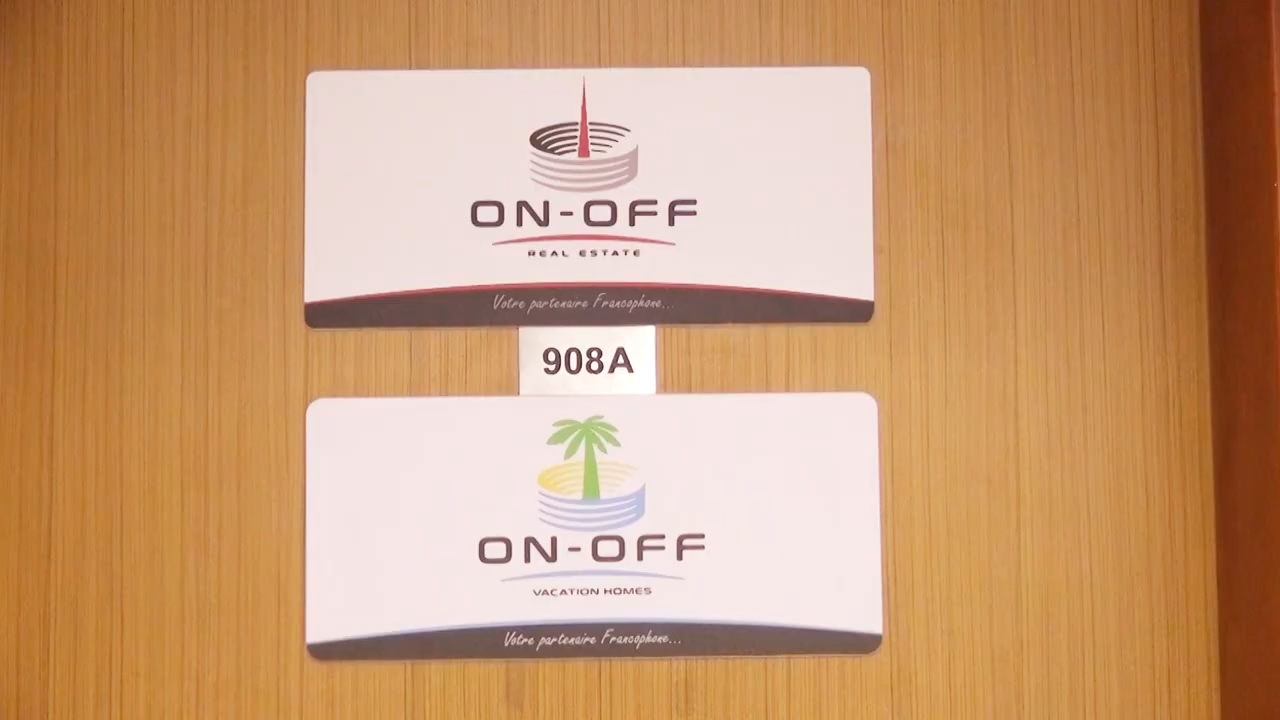 ON-OFF
REAL ESTATE
Votre partenaire Francophone...
908A
ON-OFF
VACATION HOMES
Votre partenaire Francophone...